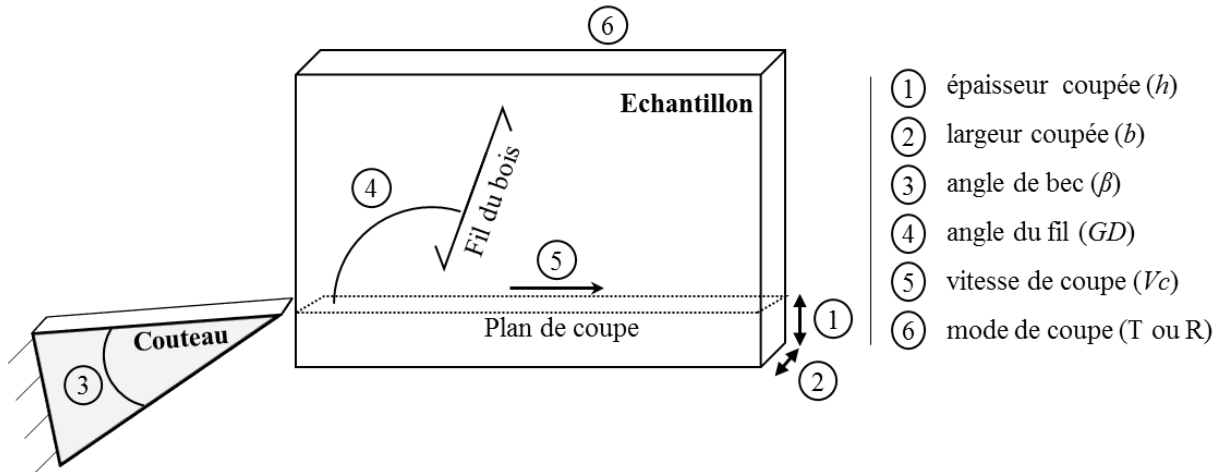 6
Echantillon
4
Fil du bois
5
Plan de coupe
Couteau
3
1
2
1 épaisseur coupée (h)
2 largeur coupée (b)
3 angle de bec (β)
4 angle du fil (GD)
5 vitesse de coupe (Vc)
6 mode de coupe (T ou R)